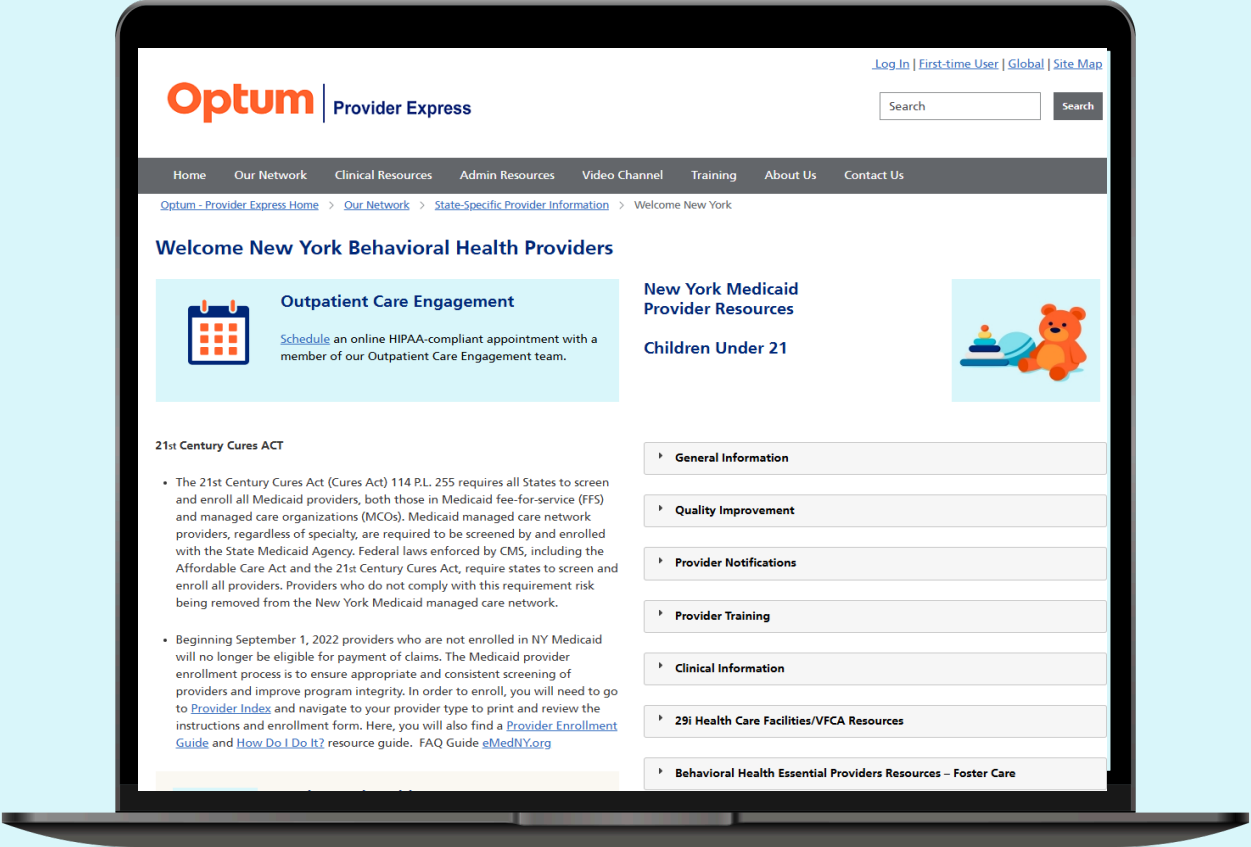 Log In | First-time User | Global | Site Map
Optum | Provider Express
Search
Search
Home Our Network Clinical Resources Admin Resources Video Channel Training About Us Contact Us
Optum - Provider Express Home > Our Network > State-Specific Provider Information > Welcome New York
Welcome New York Behavioral Health Providers
Outpatient Care Engagement
Schedule an online HIPAA-compliant appointment with a
member of our Outpatient Care Engagement team.
New York Medicaid
Provider Resources
Children Under 21
21st Century Cures ACT
• The 21st Century Cures Act (Cures Act) 114 P.L. 255 requires all States to screen
and enroll all Medicaid providers, both those in Medicaid fee-for-service (FFS)
and managed care organizations (MCOs). Medicaid managed care network
providers, regardless of specialty, are required to be screened by and enrolled
with the State Medicaid Agency. Federal laws enforced by CMS, including the
Affordable Care Act and the 21st Century Cures Act, require states to screen and
enroll all providers. Providers who do not comply with this requirement risk
being removed from the New York Medicaid managed care network.
• Beginning September 1, 2022 providers who are not enrolled in NY Medicaid
will no longer be eligible for payment of claims. The Medicaid provider
enrollment process is to ensure appropriate and consistent screening of
providers and improve program integrity. In order to enroll, you will need to go
to Provider Index and navigate to your provider type to print and review the
instructions and enrollment form. Here, you will also find a Provider Enrollment
Guide and How Do I Do It? resource guide. FAQ Guide eMedNY.org
General Information
Quality Improvement
Provider Notifications
Provider Training
Clinical Information
29i Health Care Facilities/VFCA Resources
Behavioral Health Essential Providers Resources – Foster Care